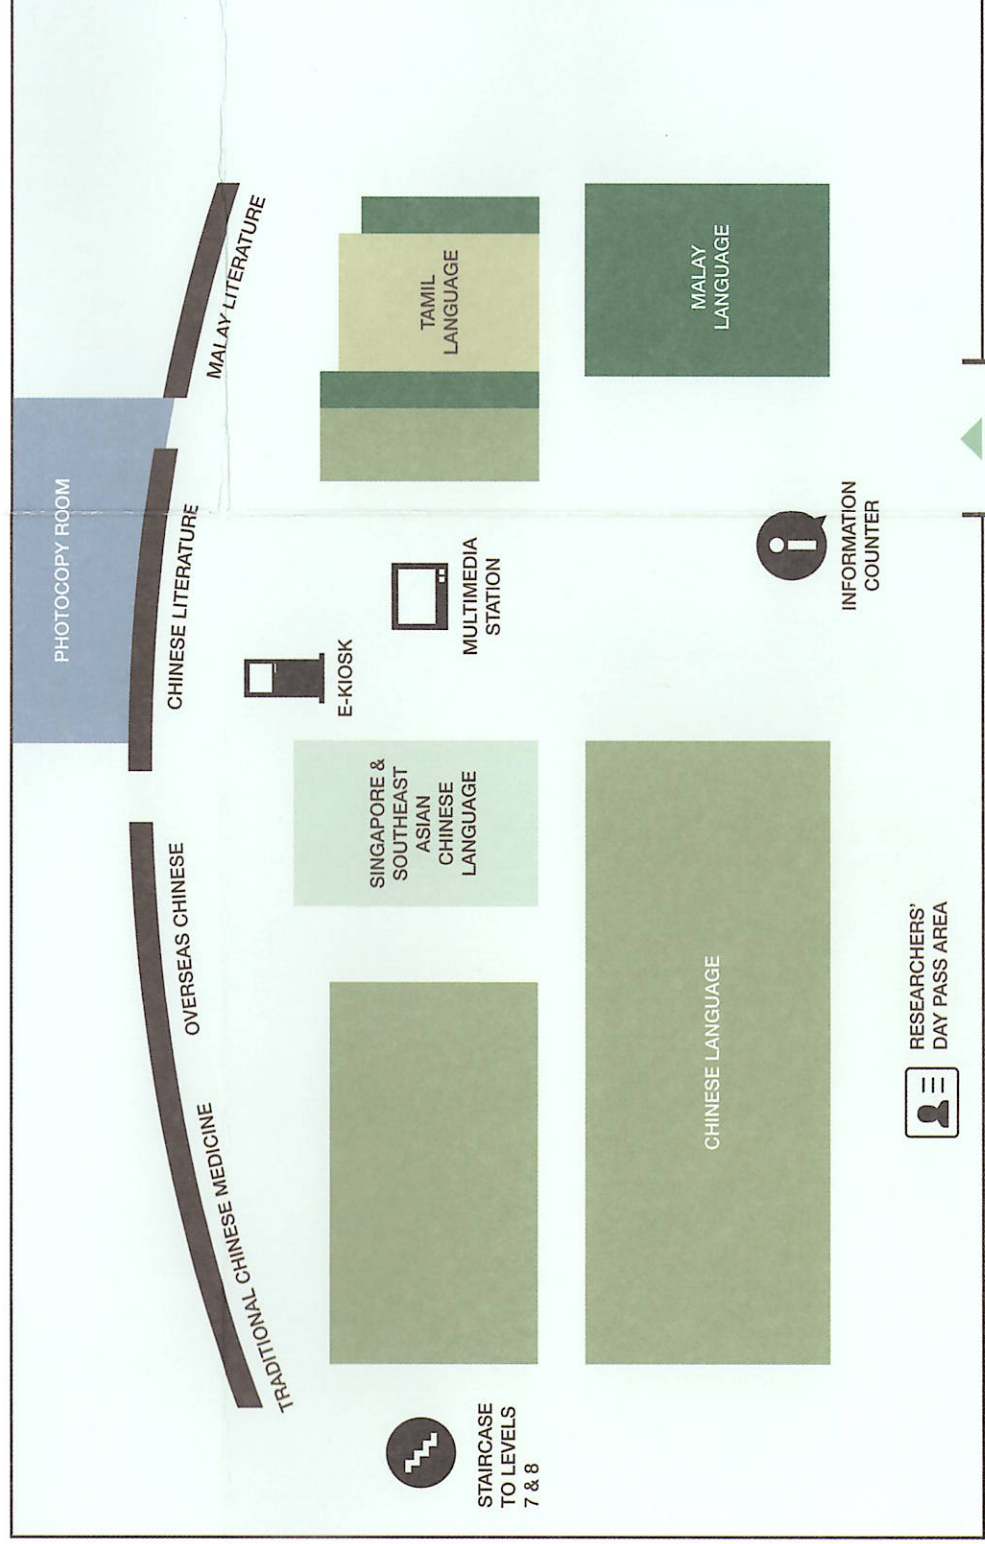 PHOTOCOPY ROOM
TRADITIONAL CHINESE MEDICINE
OVERSEAS CHINESE
CHINESE LITERATURE
MALAY LITERATURE
STAIRCASE
TO LEVELS
7 & 8
SINGAPORE &
SOUTHEAST
ASIAN
CHINESE
LANGUAGE
E-KIOSK
MULTIMEDIA
STATION
TAMIL
LANGUAGE
CHINESE LANGUAGE
MALAY
LANGUAGE
RESEARCHERS'
DAY PASS AREA
INFORMATION
COUNTER